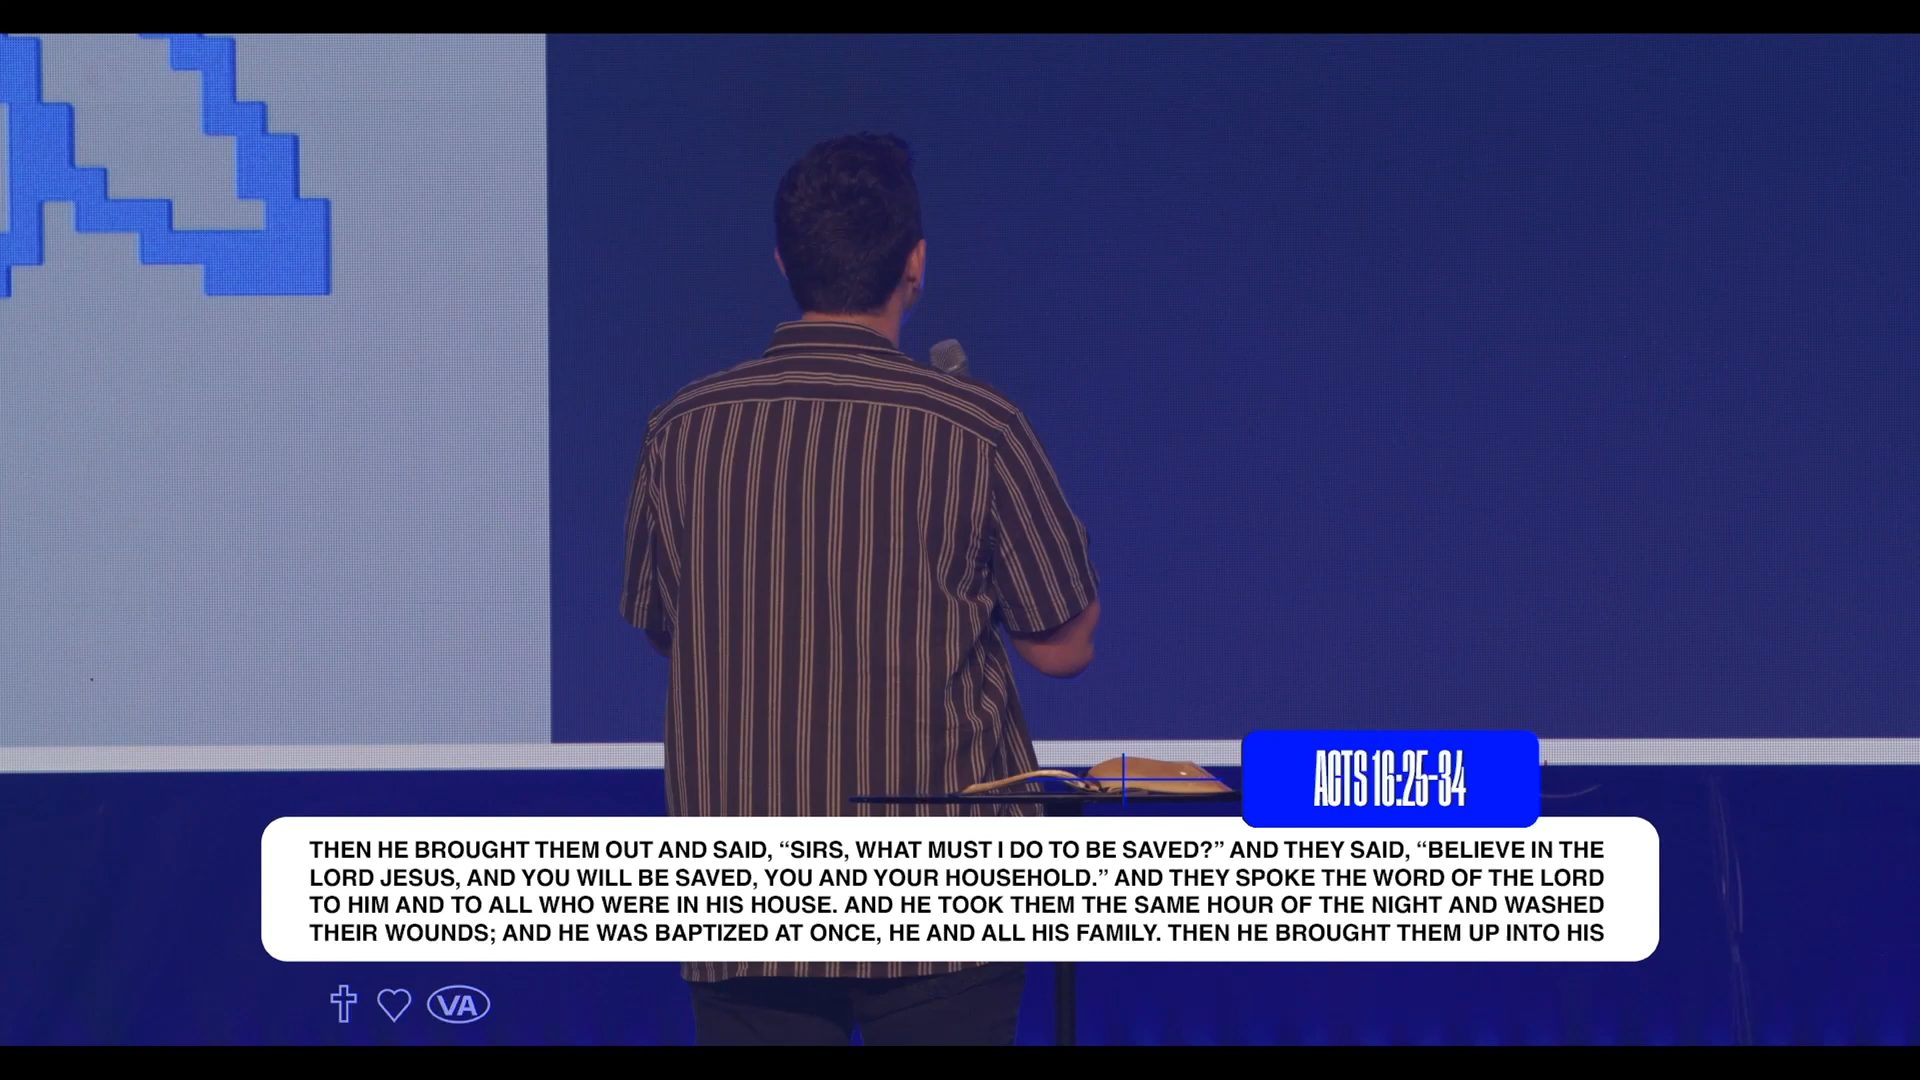 ACTS 16:25-34
THEN HE BROUGHT THEM OUT AND SAID, “SIRS, WHAT MUST I DO TO BE SAVED?” AND THEY SAID, “BELIEVE IN THE
LORD JESUS, AND YOU WILL BE SAVED, YOU AND YOUR HOUSEHOLD.” AND THEY SPOKE THE WORD OF THE LORD
TO HIM AND TO ALL WHO WERE IN HIS HOUSE. AND HE TOOK THEM THE SAME HOUR OF THE NIGHT AND WASHED
THEIR WOUNDS; AND HE WAS BAPTIZED AT ONCE, HE AND ALL HIS FAMILY. THEN HE BROUGHT THEM UP INTO HIS
VA